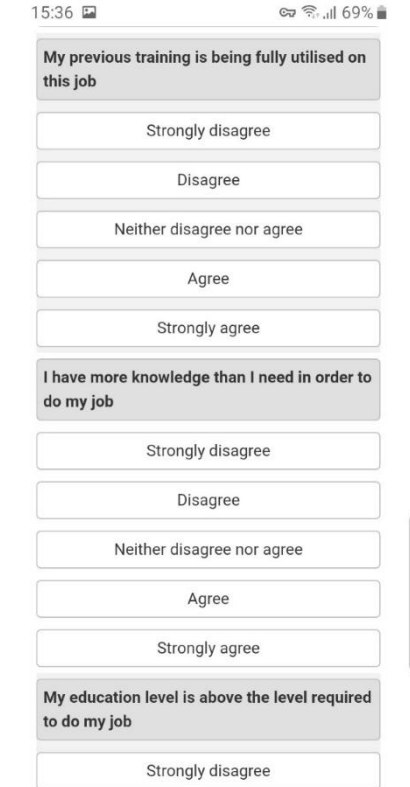 15:36 69%
My previous training is being fully utilised on
this job
Strongly disagree
Disagree
Neither disagree nor agree
Agree
Strongly agree
I have more knowledge than I need in order to
do my job
Strongly disagree
Disagree
Neither disagree nor agree
Agree
Strongly agree
My education level is above the level required
to do my job
Strongly disagree